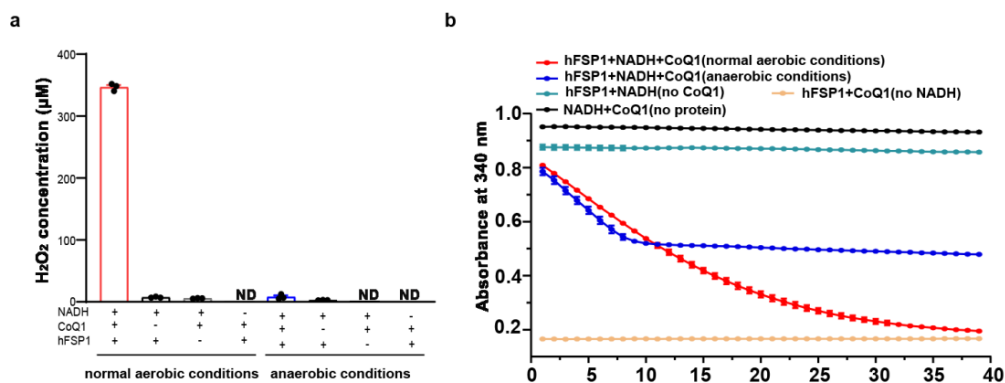 a
H₂O₂ concentration (μM)
400
300
200
100
0
ND ND ND
NADH + + + - + + + -
CoQ1 + - + + + - + +
hFSP1 + + - + + + - +
normal aerobic conditions anaerobic conditions
b
hFSP1+NADH+CoQ1(normal aerobic conditions)
hFSP1+NADH+CoQ1(anaerobic conditions)
hFSP1+NADH(no CoQ1) hFSP1+CoQ1(no NADH)
NADH+CoQ1(no protein)
Absorbance at 340 nm
1.0
0.8
0.6
0.4
0.2
0 5 10 15 20 25 30 35 40